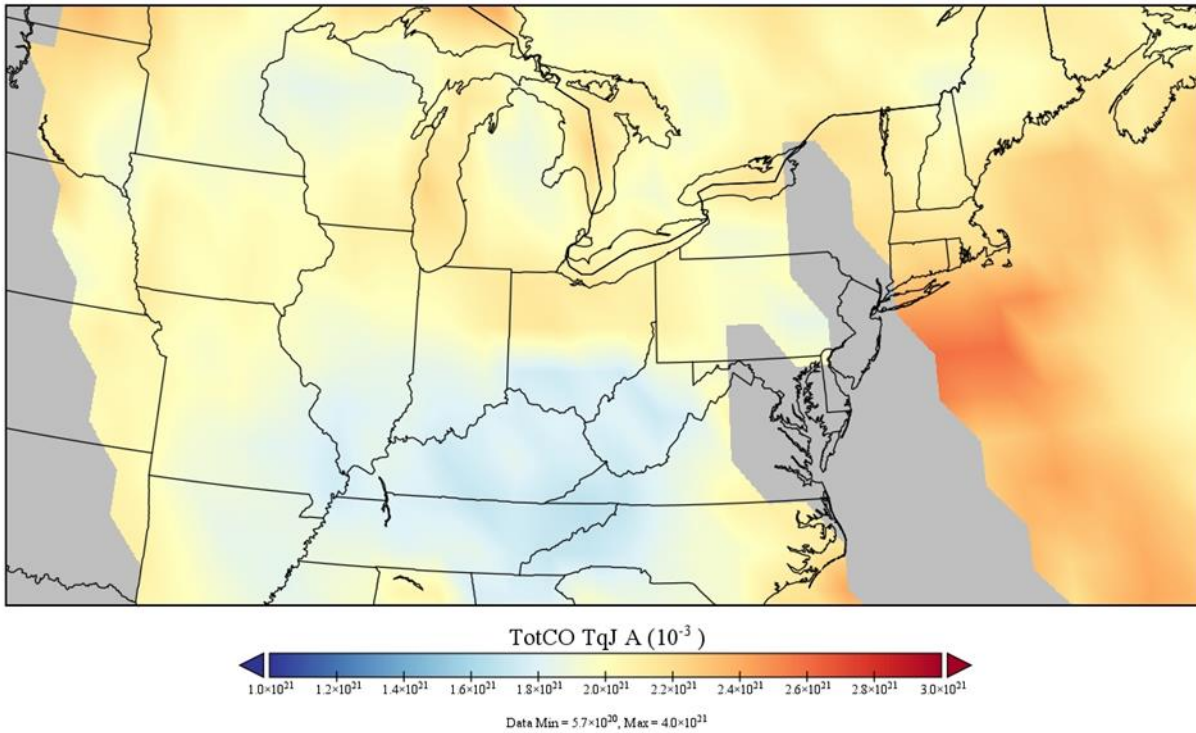 TotCO TqJ A (10⁻³ )
1.0×10²¹ 1.2×10²¹ 1.4×10²¹ 1.6×10²¹ 1.8×10²¹ 2.0×10²¹ 2.2×10²¹ 2.4×10²¹ 2.6×10²¹ 2.8×10²¹ 3.0×10²¹
Data Min = 5.7×10²⁰, Max = 4.0×10²¹